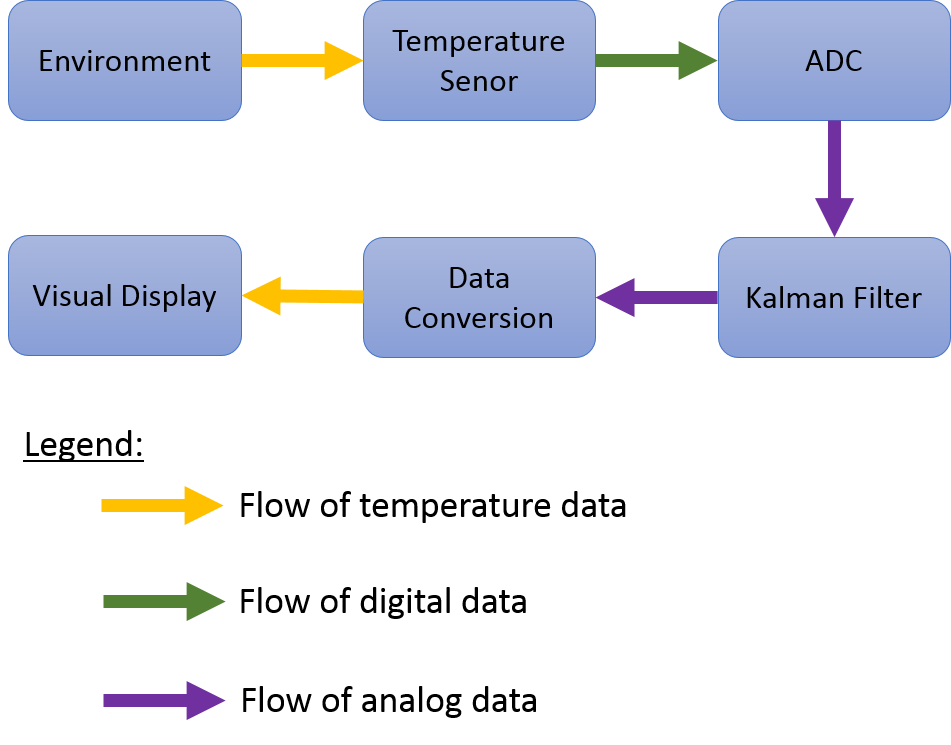 Environment
Temperature
Senor
ADC
Visual Display
Data
Conversion
Kalman Filter
Legend:
Flow of temperature data
Flow of digital data
Flow of analog data